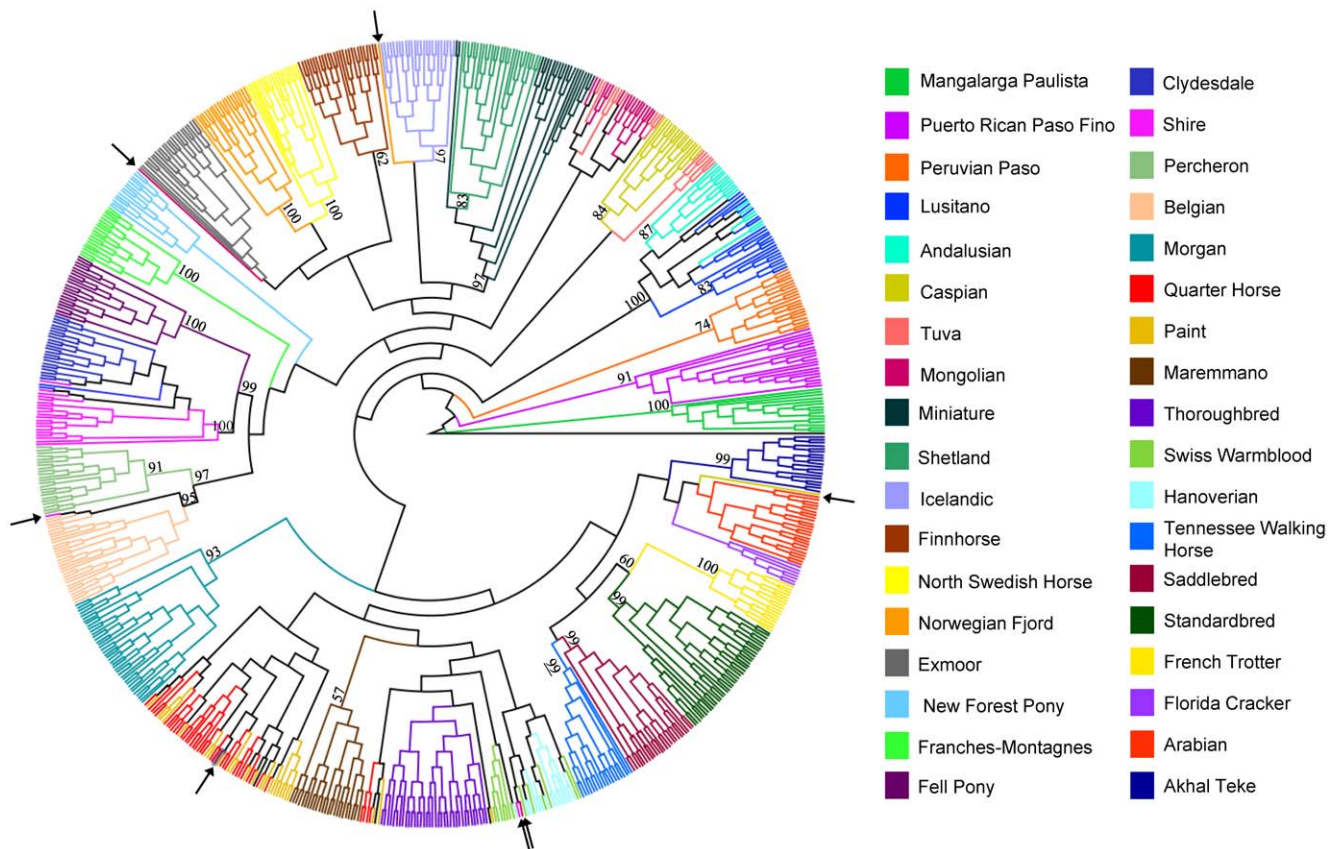 62
97
83
97
100
100
84
87
100
83
74
91
100
100
100
99
100
91
97
95
93
57
99
99
60
99
100
99
Mangalarga Paulista
Puerto Rican Paso Fino
Peruvian Paso
Lusitano
Andalusian
Caspian
Tuva
Mongolian
Miniature
Shetland
Icelandic
Finnhorse
North Swedish Horse
Norwegian Fjord
Exmoor
New Forest Pony
Franches-Montagnes
Fell Pony
Clydesdale
Shire
Percheron
Belgian
Morgan
Quarter Horse
Paint
Maremmano
Thoroughbred
Swiss Warmblood
Hanoverian
Tennessee Walking
Horse
Saddlebred
Standardbred
French Trotter
Florida Cracker
Arabian
Akhal Teke